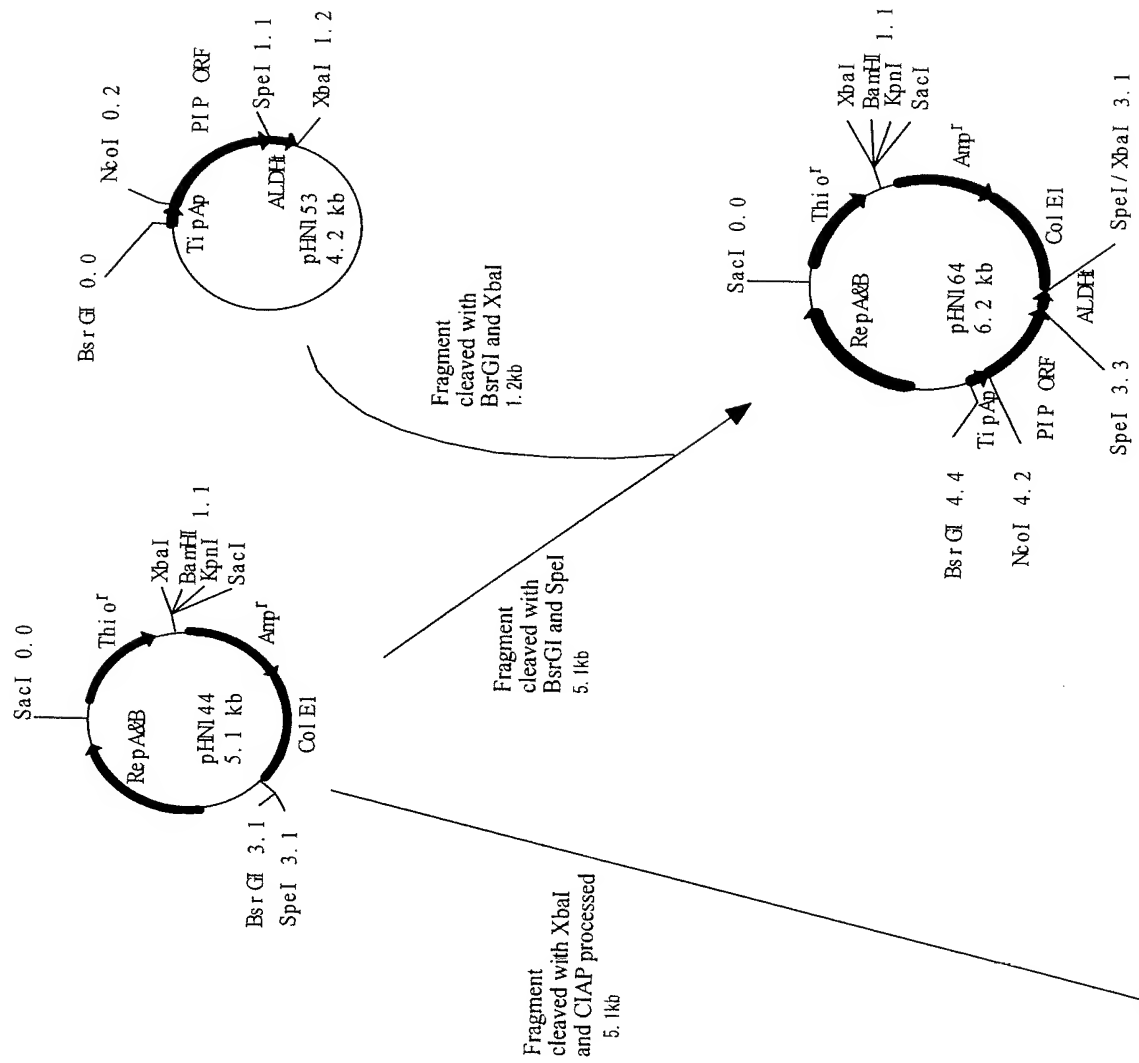 BsrGI 0.0
NcoI 0.2
TipAp
PIP ORF
SpeI 1.1
ALDHt
XbaI 1.2
pHN153
4.2 kb
Fragment
cleaved with
BsrGI and XbaI
1.2kb
SacI 0.0
Thio^r
XbaI
BamHI 1.1
KpnI
SacI
RepA&B
pHN144
5.1 kb
Amp^r
ColE1
BsrGI 3.1
SpeI 3.1
Fragment
cleaved with
BsrGI and SpeI
5.1kb
Fragment
cleaved with XbaI
and CIAP processed
5.1kb
SacI 0.0
Thio^r
XbaI
BamHI 1.1
KpnI
SacI
RepA&B
pHN164
6.2 kb
Amp^r
ColE1
BsrGI 4.4
TipAp
NcoI 4.2
PIP ORF
SpeI 3.3
ALDHt
SpeI/XbaI 3.1